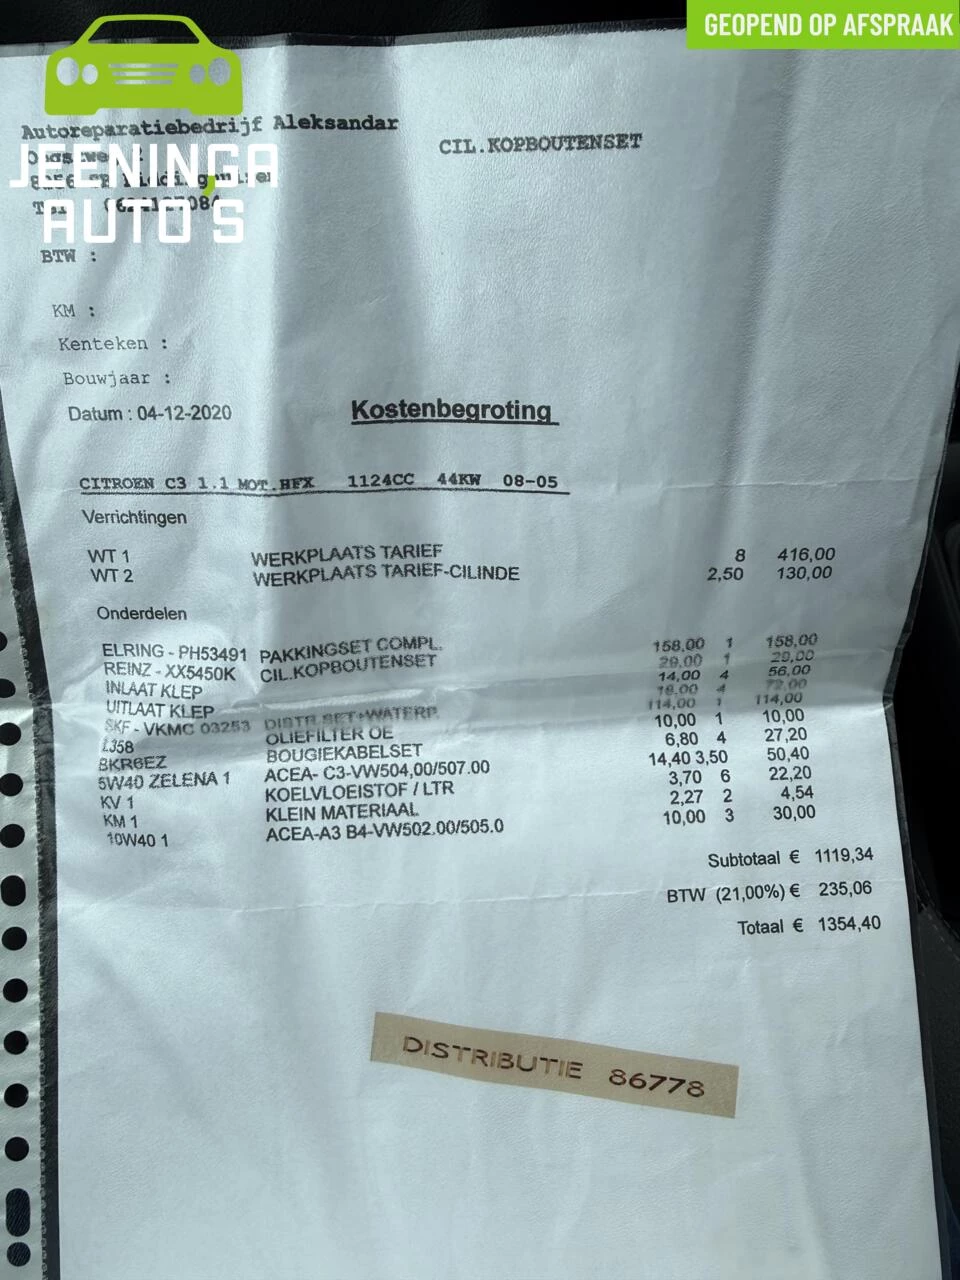 GEOPEND OP AFSPRAAK
Autoreparatiebedrijf Aleksandar
CIL.KOPBOUTENSET
JEENINGA
AUTO'S
BTW :
KM :
Kenteken :
Bouwjaar :
Datum : 04-12-2020
Kostenbegroting
CITROEN C3 1.1 MOT.HFX 1124CC 44KW 08-05
Verrichtingen
WT 1 WERKPLAATS TARIEF 8 416,00
WT 2 WERKPLAATS TARIEF-CILINDE 2,50 130,00
Onderdelen
ELRING - PH53491 PAKKINGSET COMPL. 158,00 1 158,00
REINZ - XX5450K CIL.KOPBOUTENSET 29,00 1 29,00
INLAAT KLEP 14,00 4 56,00
UITLAAT KLEP 18,00 4 72,00
SKF - VKMC 03253 DISTR.SET+WATERP. 114,00 1 114,00
L358 OLIEFILTER OE 10,00 1 10,00
BKR6EZ BOUGIEKABELSET 6,80 4 27,20
5W40 ZELENA 1 ACEA- C3-VW504,00/507.00 14,40 3,50 50,40
KV 1 KOELVLOEISTOF / LTR 3,70 6 22,20
KM 1 KLEIN MATERIAAL 2,27 2 4,54
10W40 1 ACEA-A3 B4-VW502.00/505.0 10,00 3 30,00
Subtotaal € 1119,34
BTW (21,00%) € 235,06
Totaal € 1354,40
DISTRIBUTIE 86778